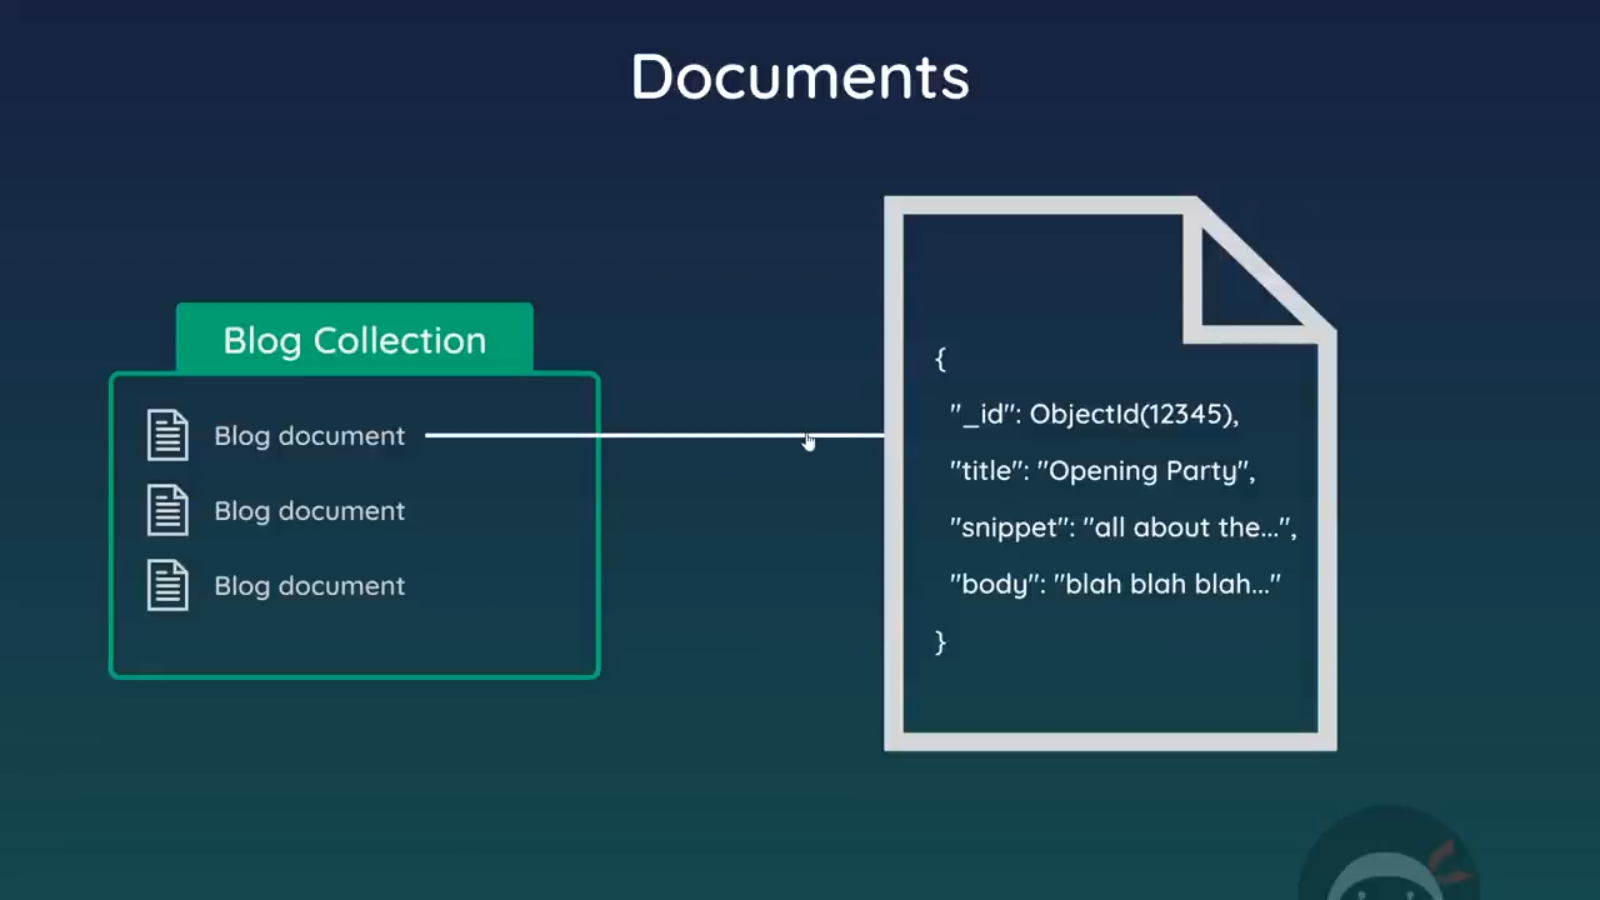 Documents
Blog Collection
Blog document
Blog document
Blog document
{
"_id": ObjectId(12345),
"title": "Opening Party",
"snippet": "all about the...",
"body": "blah blah blah..."
}